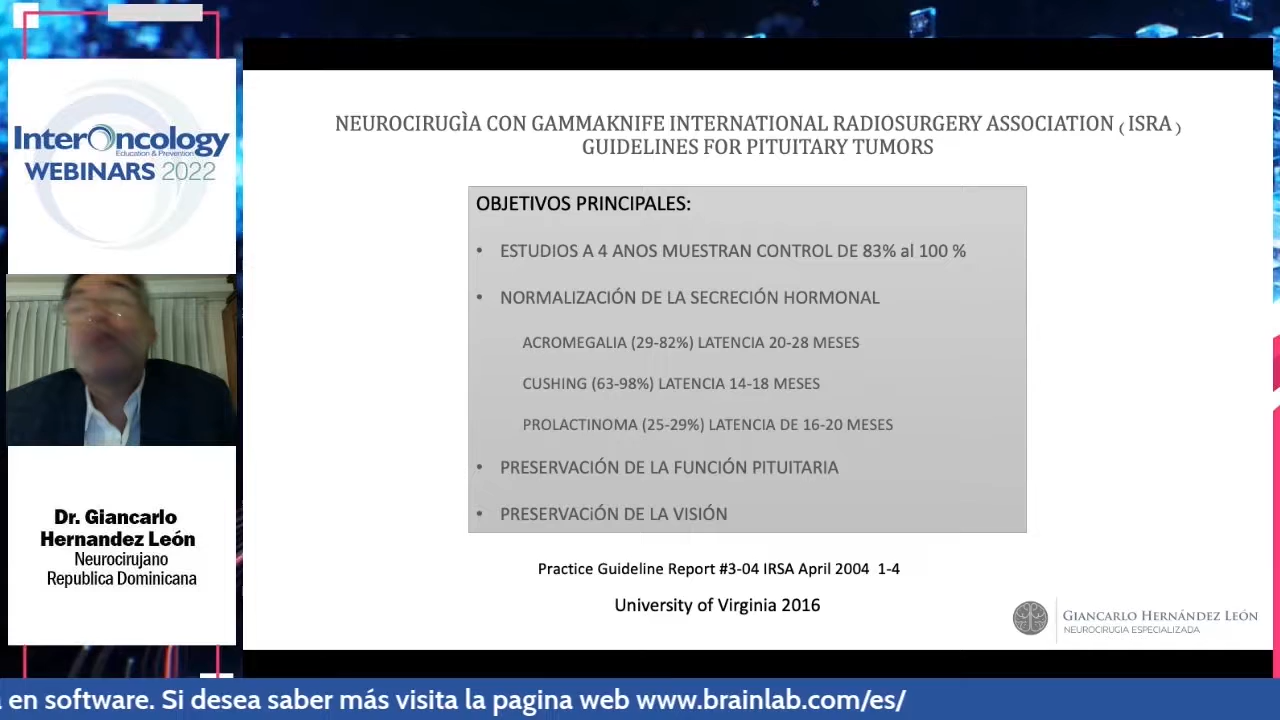 InterOncology
Education & Prevention
WEBINARS 2022
Dr. Giancarlo
Hernandez León
Neurocirujano
Republica Dominicana
NEUROCIRUGÌA CON GAMMAKNIFE INTERNATIONAL RADIOSURGERY ASSOCIATION ( ISRA )
GUIDELINES FOR PITUITARY TUMORS
OBJETIVOS PRINCIPALES:
• ESTUDIOS A 4 ANOS MUESTRAN CONTROL DE 83% al 100 %
• NORMALIZACIÓN DE LA SECRECIÓN HORMONAL
ACROMEGALIA (29-82%) LATENCIA 20-28 MESES
CUSHING (63-98%) LATENCIA 14-18 MESES
PROLACTINOMA (25-29%) LATENCIA DE 16-20 MESES
• PRESERVACIÓN DE LA FUNCIÓN PITUITARIA
• PRESERVACiÓN DE LA VISIÓN
Practice Guideline Report #3-04 IRSA April 2004 1-4
University of Virginia 2016
GIANCARLO HERNÁNDEZ LEÓN
NEUROCIRUGIA ESPECIALIZADA
en software. Si desea saber más visita la pagina web www.brainlab.com/es/